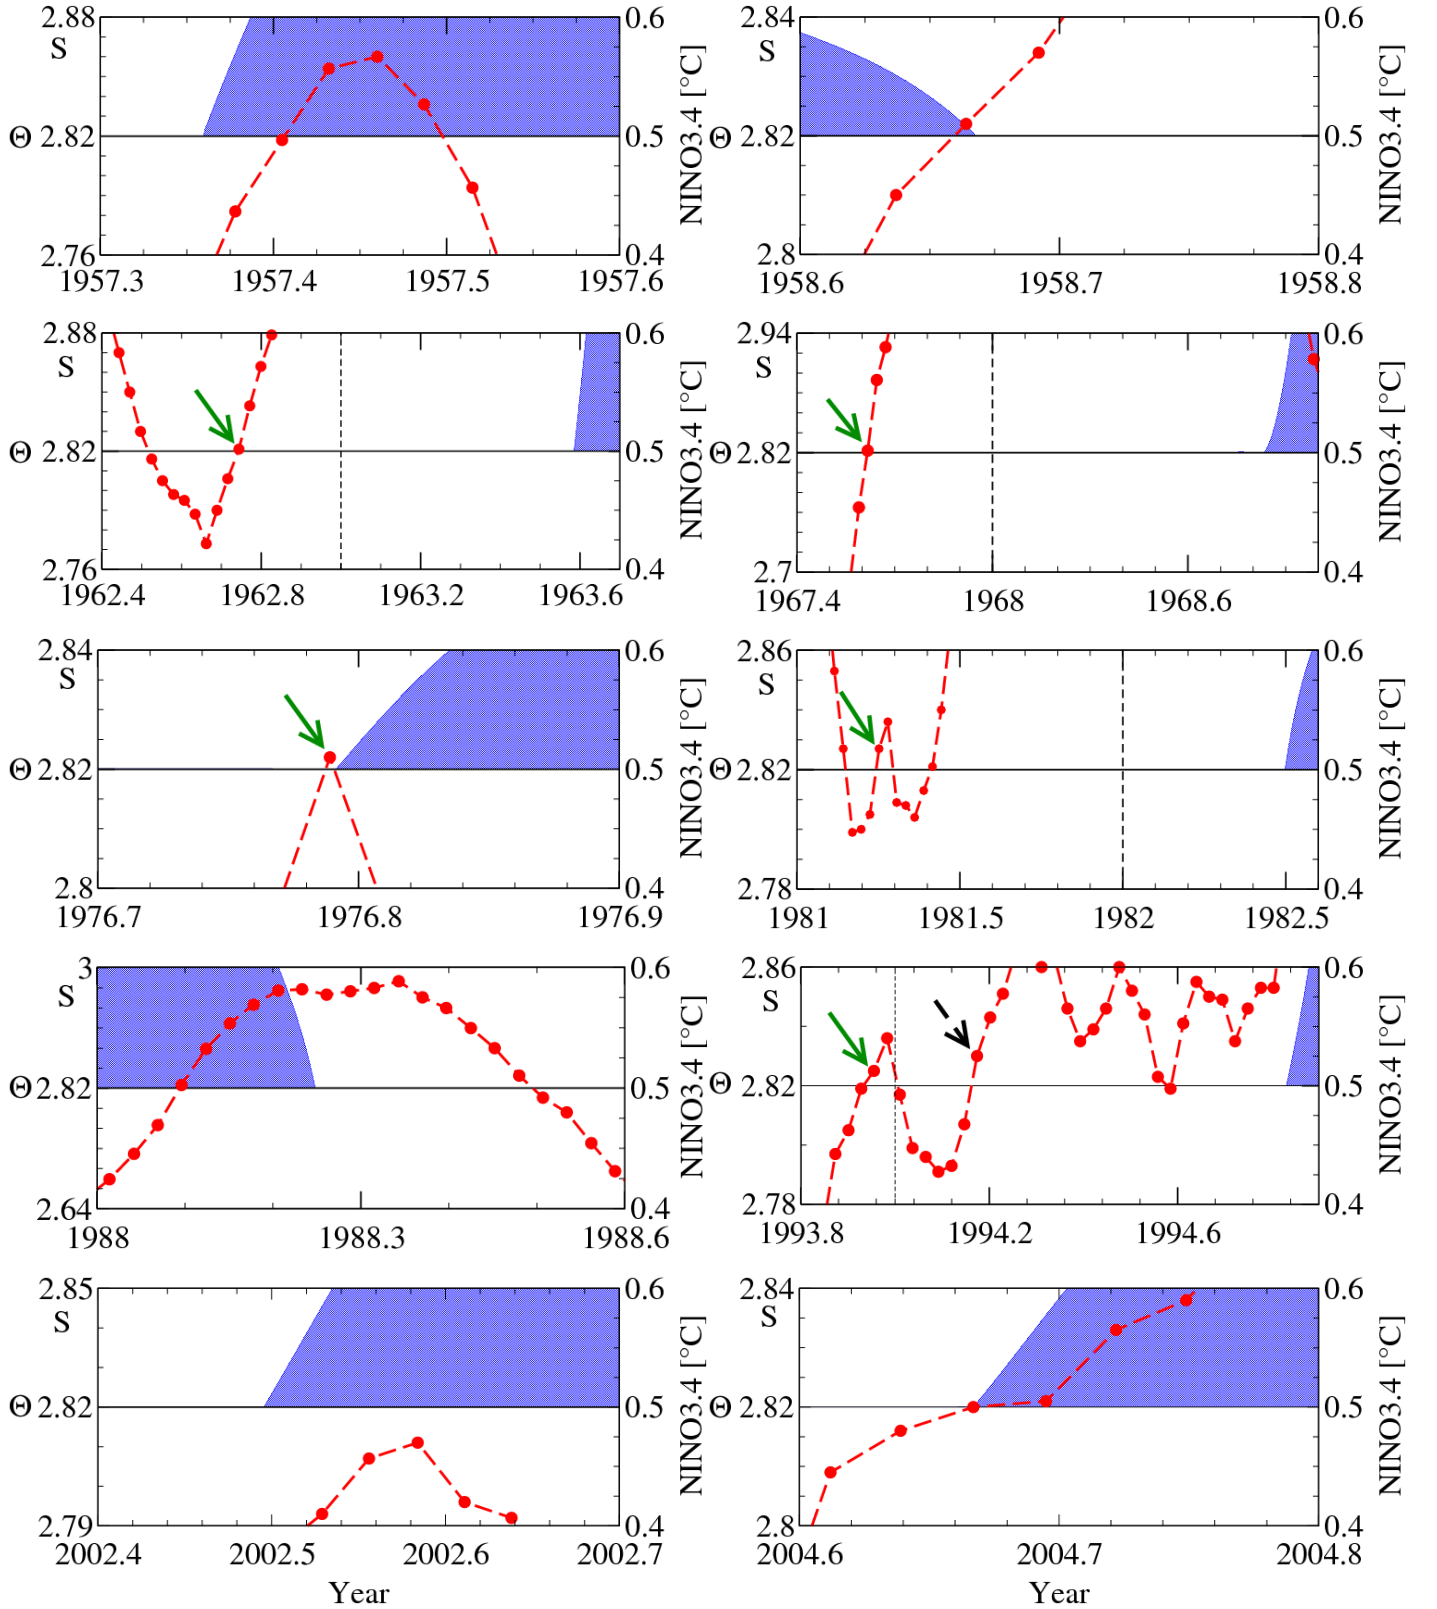 2.88 0.6 2.84 0.6
S S
NINO3.4 [°C] NINO3.4 [°C]
Θ 2.82 0.5 Θ 2.82 0.5
2.76 0.4 2.8 0.4
1957.3 1957.4 1957.5 1957.6 1958.6 1958.7 1958.8
2.88 0.6 2.94 0.6
S S
NINO3.4 [°C] NINO3.4 [°C]
Θ 2.82 0.5 Θ 2.82 0.5
2.76 0.4 2.7 0.4
1962.4 1962.8 1963.2 1963.6 1967.4 1968 1968.6
2.84 0.6 2.86 0.6
S S
NINO3.4 [°C] NINO3.4 [°C]
Θ 2.82 0.5 Θ 2.82 0.5
2.8 0.4 2.78 0.4
1976.7 1976.8 1976.9 1981 1981.5 1982 1982.5
3 0.6 2.86 0.6
S S
NINO3.4 [°C] NINO3.4 [°C]
Θ 2.82 0.5 Θ 2.82 0.5
2.64 0.4 2.78 0.4
1988 1988.3 1988.6 1993.8 1994.2 1994.6
2.85 0.6 2.84 0.6
S S
NINO3.4 [°C] NINO3.4 [°C]
Θ 2.82 0.5 Θ 2.82 0.5
2.79 0.4 2.8 0.4
2002.4 2002.5 2002.6 2002.7 2004.6 2004.7 2004.8
Year Year